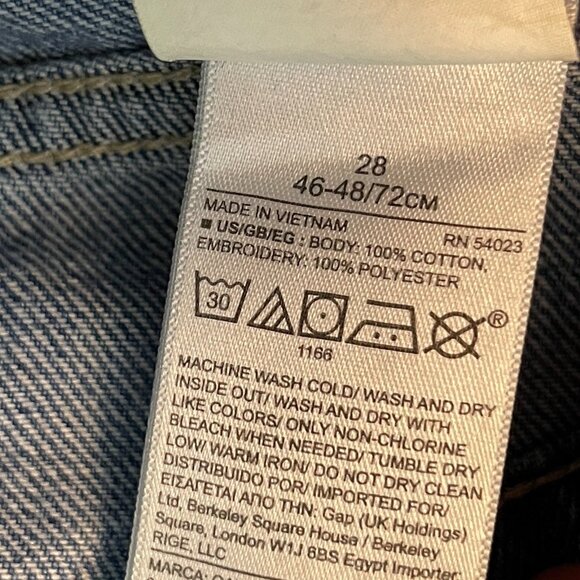 28
46-48/72CM
MADE IN VIETNAM RN 54023
■ US/GB/EG : BODY: 100% COTTON,
EMBROIDERY: 100% POLYESTER
30
®
1166
MACHINE WASH COLD/ WASH AND DRY
INSIDE OUT/ WASH AND DRY WITH
LIKE COLORS/ ONLY NON-CHLORINE
BLEACH WHEN NEEDED/ TUMBLE DRY
LOW/ WARM IRON/ DO NOT DRY CLEAN
DISTRIBUIDO POR/ IMPORTED FOR/
ΕΙΣΑΓΕΤΑΙ ΑΠΟ ΤΗΝ: Gap (UK Holdings)
Ltd, Berkeley Square House / Berkeley
Square, London W1J 6BS Egypt Importer:
RIGE, LLC
MARCA: